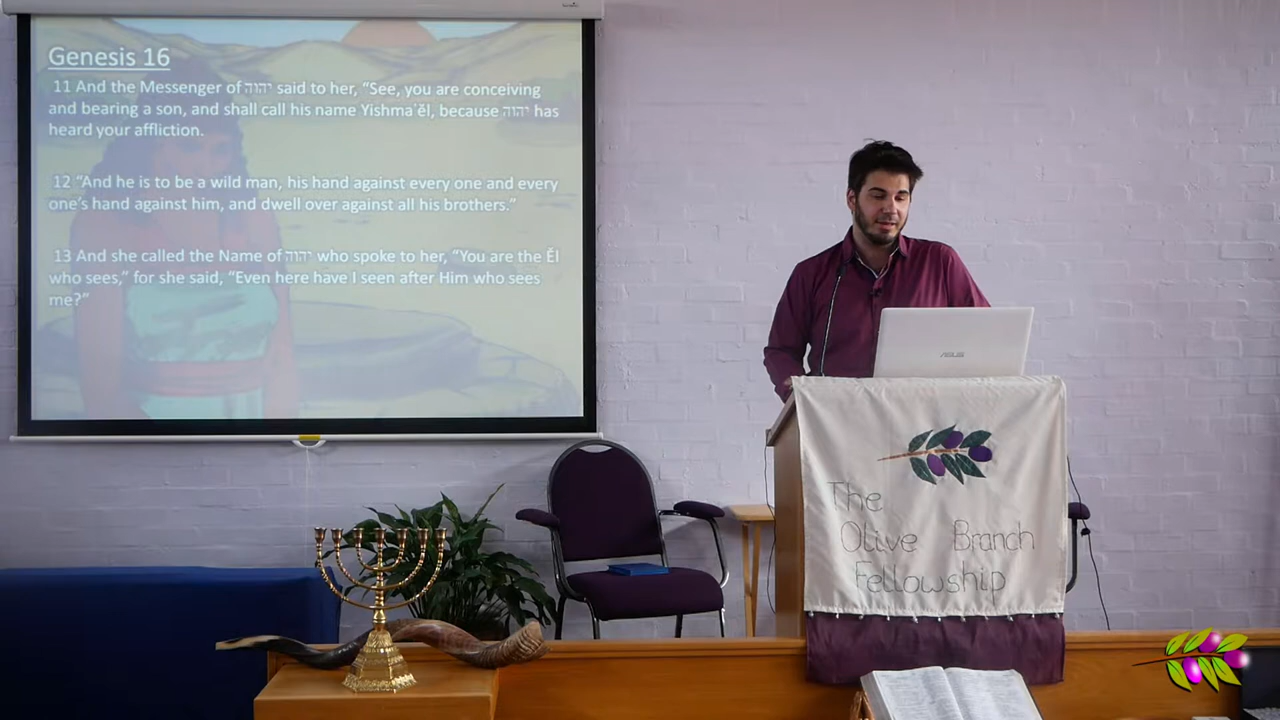 Genesis 16
11 And the Messenger of יהוה said to her, “See, you are conceiving
and bearing a son, and shall call his name Yishma‛ĕl, because יהוה has
heard your affliction.
12 “And he is to be a wild man, his hand against every one and every
one’s hand against him, and dwell over against all his brothers.”
13 And she called the Name of יהוה who spoke to her, “You are the Ěl
who sees,” for she said, “Even here have I seen after Him who sees
me?”
ASUS
The
Olive Branch
Fellowship